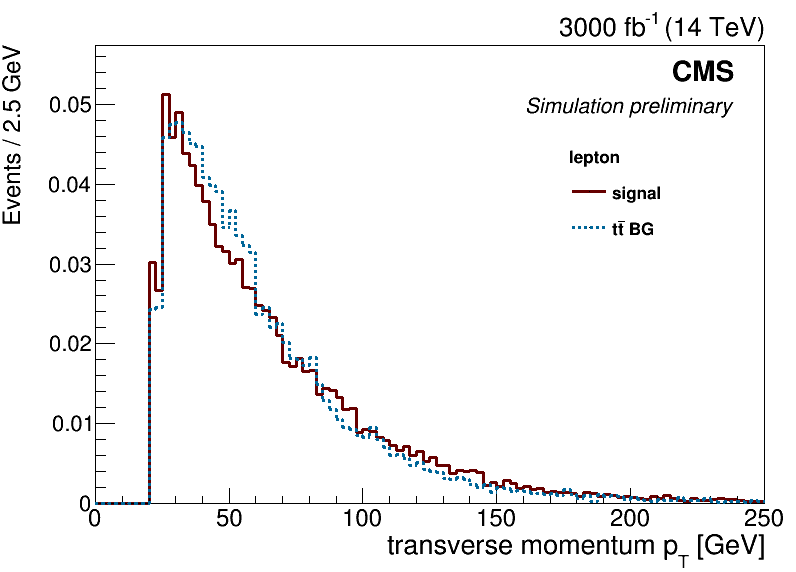 3000 fb⁻¹ (14 TeV)
Events / 2.5 GeV
CMS
Simulation preliminary
lepton
signal
tt̄ BG
0.05
0.04
0.03
0.02
0.01
0
0 50 100 150 200 250
transverse momentum p_T [GeV]